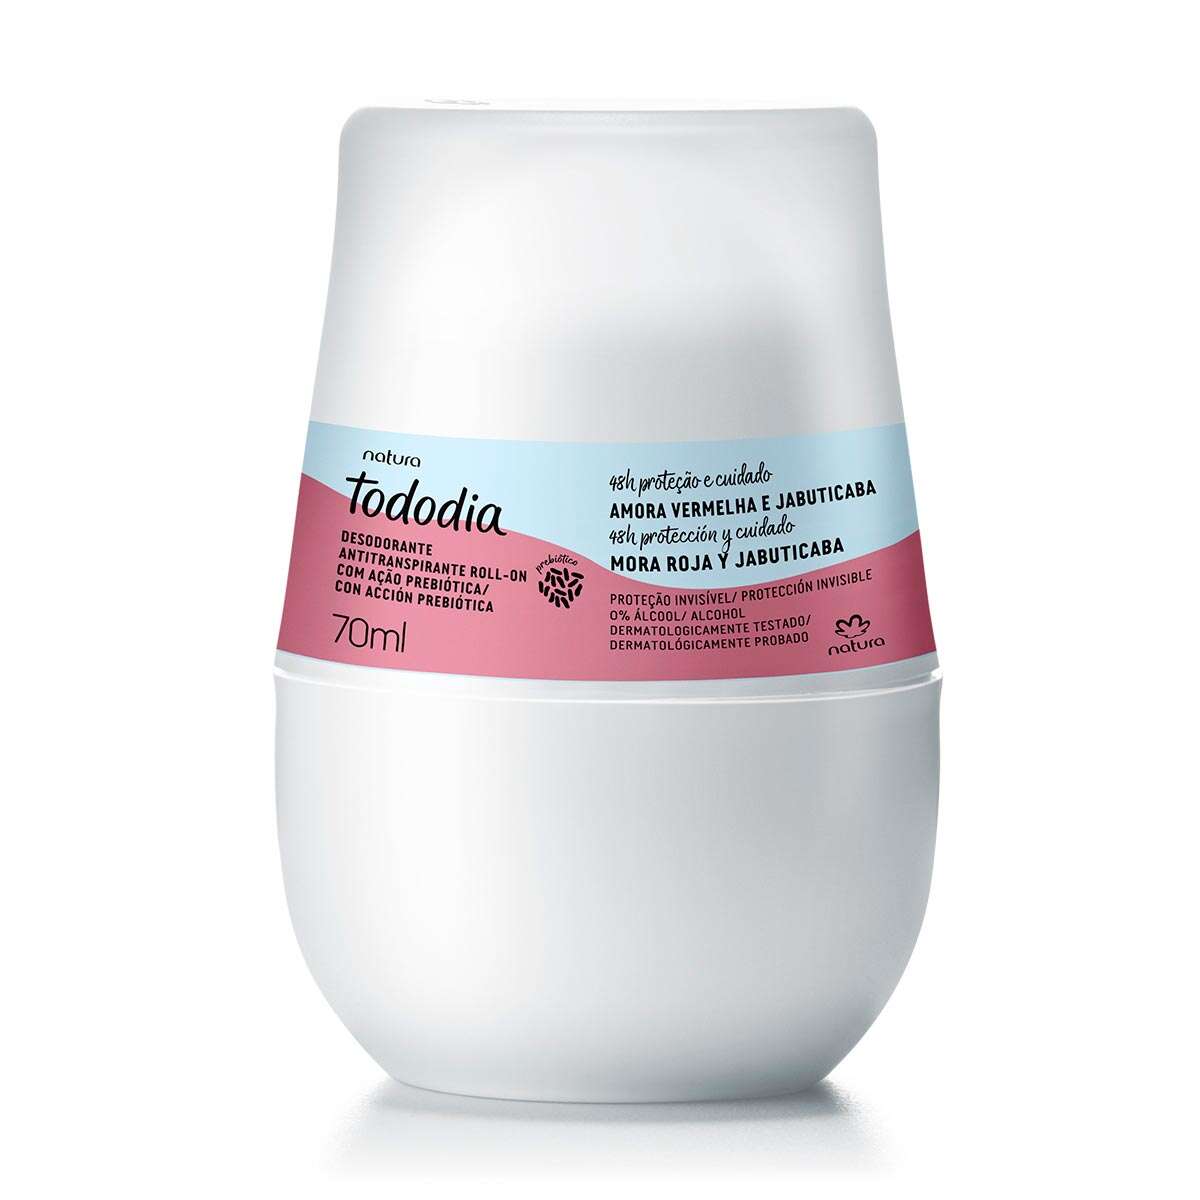 natura
tododia
DESODORANTE
ANTITRANSPIRANTE ROLL-ON
COM AÇÃO PREBIÓTICA/
CON ACCIÓN PREBIÓTICA
70ml
prebiótico
48h proteção e cuidado
AMORA VERMELHA E JABUTICABA
48h protección y cuidado
MORA ROJA Y JABUTICABA
PROTEÇÃO INVISÍVEL/ PROTECCIÓN INVISIBLE
0% ÁLCOOL/ ALCOHOL
DERMATOLOGICAMENTE TESTADO/
DERMATOLÓGICAMENTE PROBADO
natura